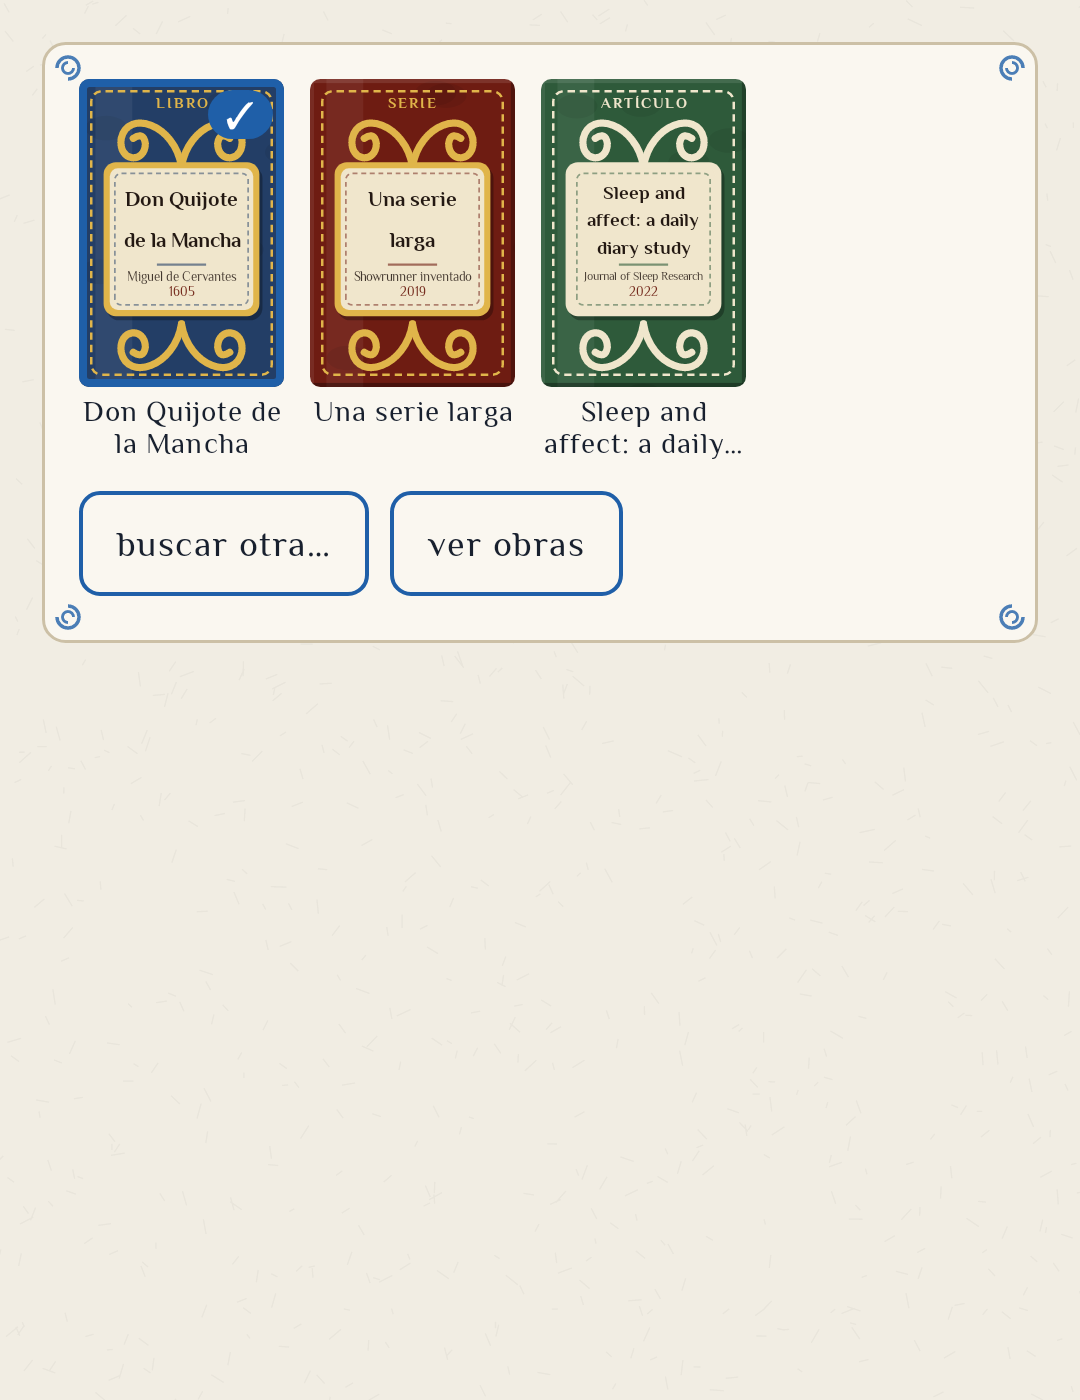 LIBRO ✓
Don Quijote
de la Mancha
Miguel de Cervantes
1605
Don Quijote de
la Mancha
SERIE
Una serie
larga
Showrunner inventado
2019
Una serie larga
ARTÍCULO
Sleep and
affect: a daily
diary study
Journal of Sleep Research
2022
Sleep and
affect: a daily...
buscar otra...
ver obras